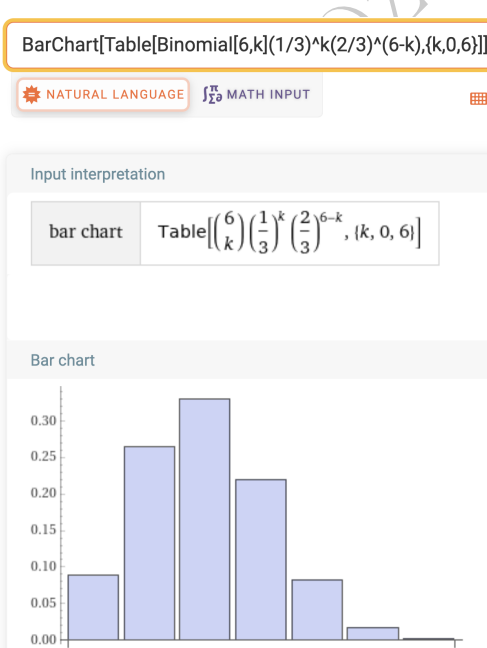 BarChart[Table[Binomial[6,k](1/3)^k(2/3)^(6-k),{k,0,6}]]
NATURAL LANGUAGE
∫π Σ∂ MATH INPUT
Input interpretation
bar chart Table[(6 k) (1/3)^k (2/3)^6−k, {k, 0, 6}]
Bar chart
0.30
0.25
0.20
0.15
0.10
0.05
0.00